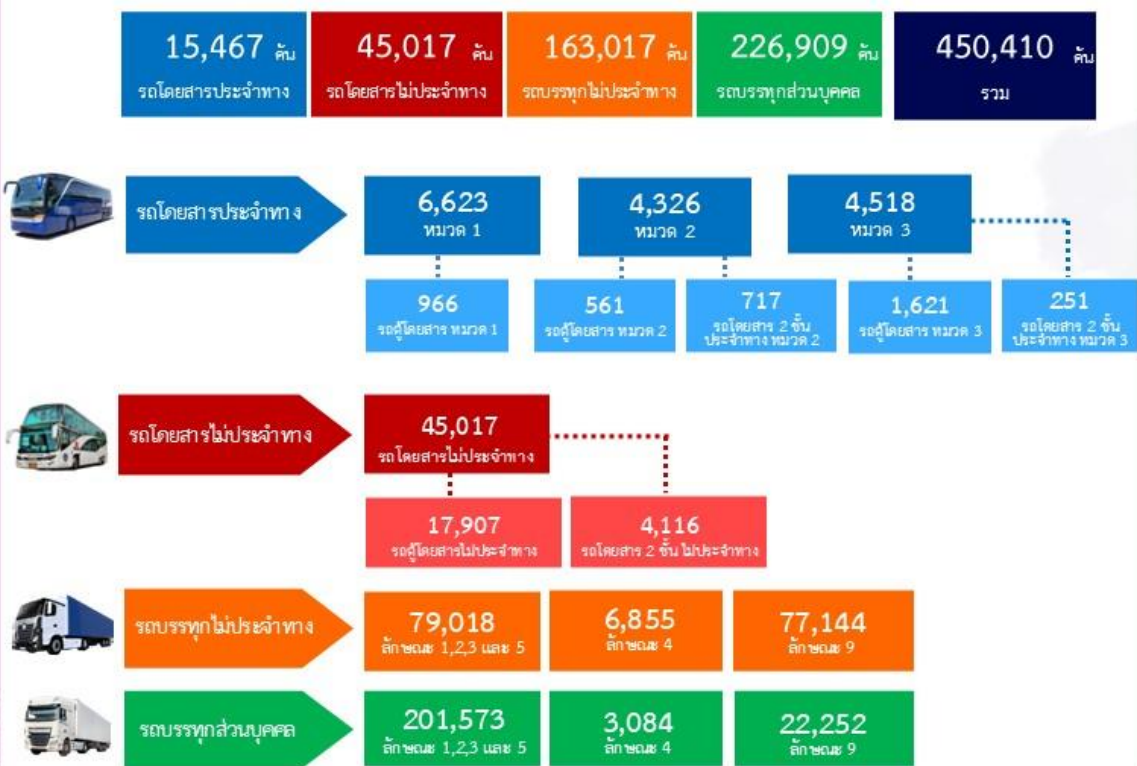 15,467 คัน
รถโดยสารประจำทาง
45,017 คัน
รถโดยสารไม่ประจำทาง
163,017 คัน
รถบรรทุกไม่ประจำทาง
226,909 คัน
รถบรรทุกส่วนบุคคล
450,410 คัน
รวม
รถโดยสารประจำทาง
6,623
หมวด 1
4,326
หมวด 2
4,518
หมวด 3
966
รถตู้โดยสาร หมวด 1
561
รถตู้โดยสาร หมวด 2
717
รถโดยสาร 2 ชั้น
ประจำทาง หมวด 2
1,621
รถตู้โดยสาร หมวด 3
251
รถโดยสาร 2 ชั้น
ประจำทาง หมวด 3
รถโดยสารไม่ประจำทาง
45,017
รถโดยสารไม่ประจำทาง
17,907
รถตู้โดยสารไม่ประจำทาง
4,116
รถโดยสาร 2 ชั้น ไม่ประจำทาง
รถบรรทุกไม่ประจำทาง
79,018
ลักษณะ 1,2,3 และ 5
6,855
ลักษณะ 4
77,144
ลักษณะ 9
รถบรรทุกส่วนบุคคล
201,573
ลักษณะ 1,2,3 และ 5
3,084
ลักษณะ 4
22,252
ลักษณะ 9